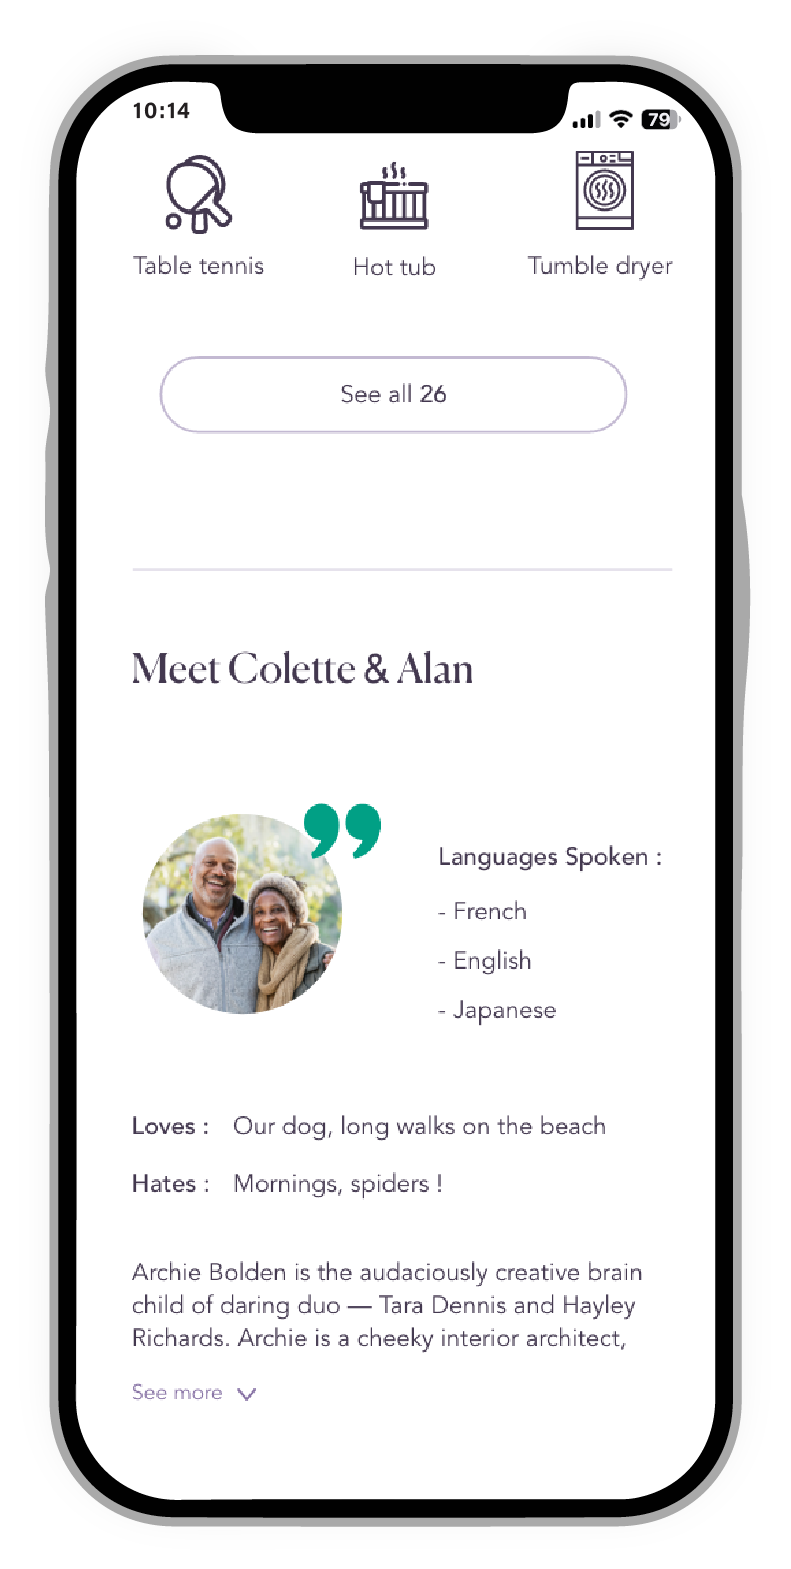 10:14
79
Table tennis
Hot tub
Tumble dryer
See all 26
Meet Colette & Alan
Languages Spoken :
- French
- English
- Japanese
Loves : Our dog, long walks on the beach
Hates : Mornings, spiders !
Archie Bolden is the audaciously creative brain
child of daring duo — Tara Dennis and Hayley
Richards. Archie is a cheeky interior architect,
See more